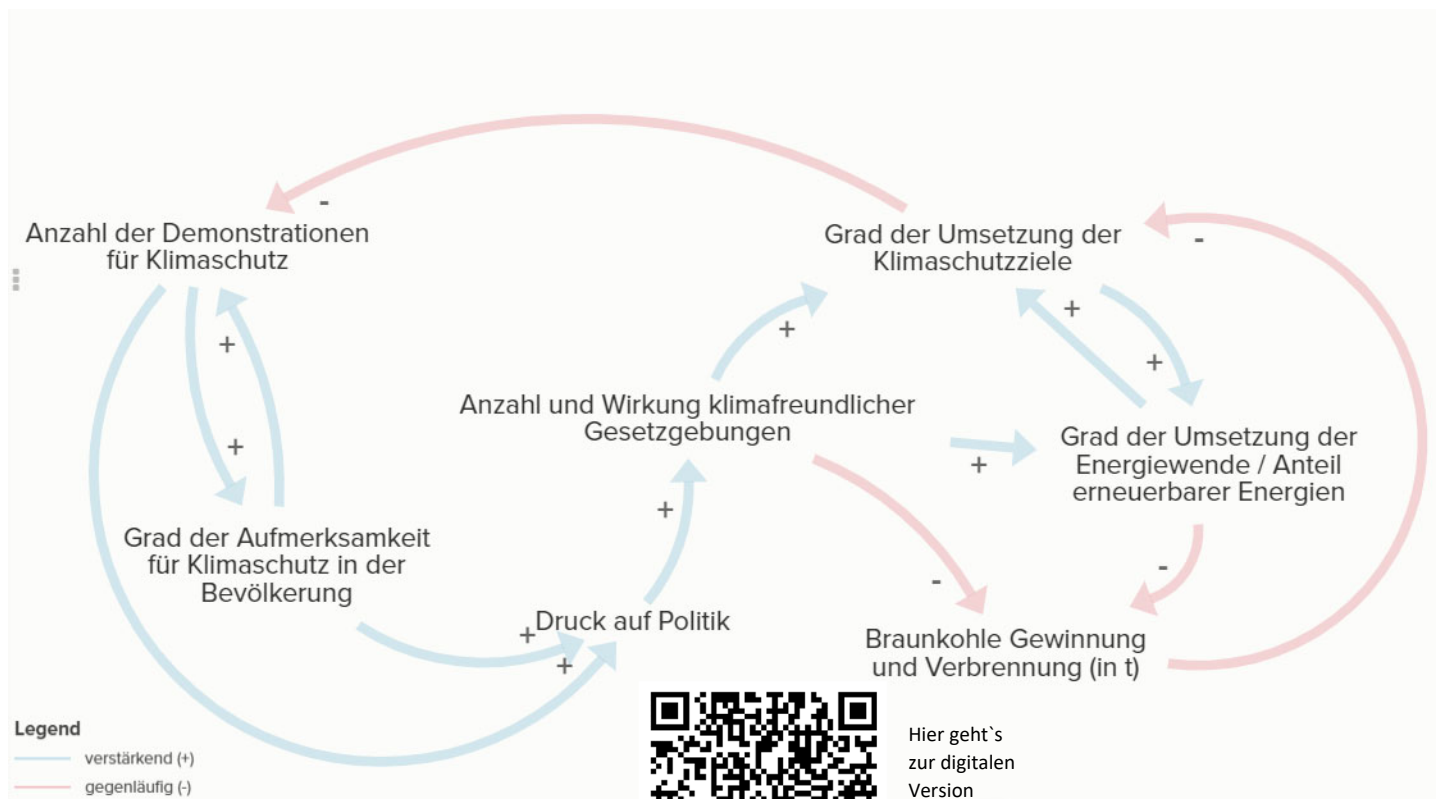 -
Anzahl der Demonstrationen
für Klimaschutz
Grad der Umsetzung der
Klimaschutzziele
-
+
+
+
+
+
Anzahl und Wirkung klimafreundlicher
Gesetzgebungen
+
Grad der Umsetzung der
Energiewende / Anteil
erneuerbarer Energien
+
Grad der Aufmerksamkeit
für Klimaschutz in der
Bevölkerung
-
-
+
Druck auf Politik
+
Braunkohle Gewinnung
und Verbrennung (in t)
Legend
verstärkend (+)
gegenläufig (-)
Hier geht`s
zur digitalen
Version